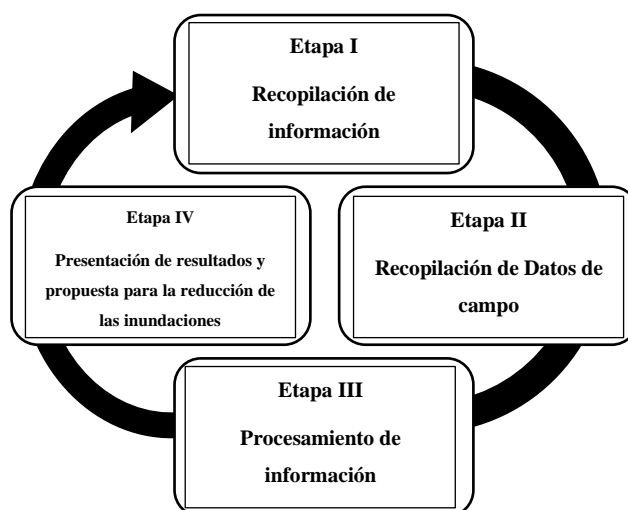 Etapa I
Recopilación de
información
Etapa II
Recopilación de Datos de
campo
Etapa III
Procesamiento de
información
Etapa IV
Presentación de resultados y
propuesta para la reducción de
las inundaciones